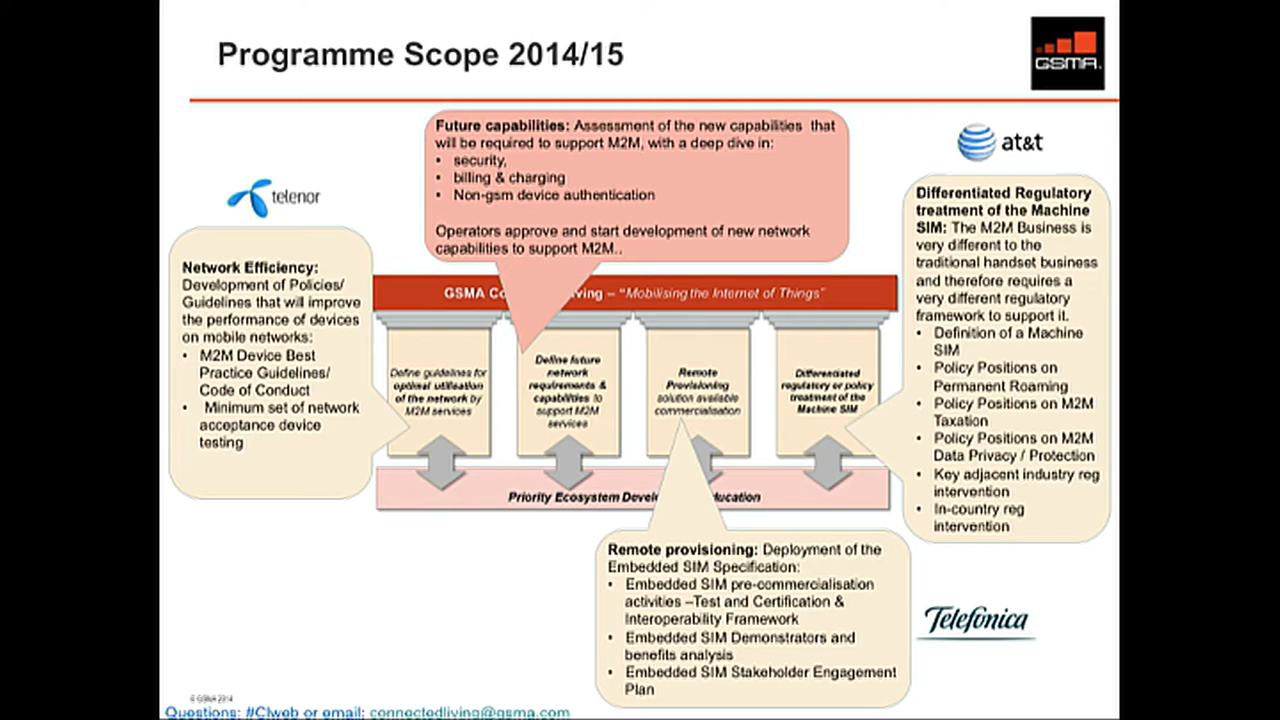 Programme Scope 2014/15
GSMA
Future capabilities: Assessment of the new capabilities that
will be required to support M2M, with a deep dive in:
• security,
• billing & charging
• Non-gsm device authentication
Operators approve and start development of new network
capabilities to support M2M..
telenor
at&t
Network Efficiency:
Development of Policies/
Guidelines that will improve
the performance of devices
on mobile networks:
• M2M Device Best
Practice Guidelines/
Code of Conduct
• Minimum set of network
acceptance device
testing
GSMA Co ving – “Mobilising the Internet of Things”
Define guidelines for
optimal utilisation
of the network by
M2M services
Define future
network
requirements &
capabilities to
support M2M
services
Remote
Provisioning
solution available
commercialisation
Differentiated
regulatory or policy
treatment of the
Machine SIM
Priority Ecosystem Devel ducation
Differentiated Regulatory
treatment of the Machine
SIM: The M2M Business is
very different to the
traditional handset business
and therefore requires a
very different regulatory
framework to support it.
• Definition of a Machine
SIM
• Policy Positions on
Permanent Roaming
• Policy Positions on M2M
Taxation
• Policy Positions on M2M
Data Privacy / Protection
• Key adjacent industry reg
intervention
• In-country reg
intervention
Remote provisioning: Deployment of the
Embedded SIM Specification:
• Embedded SIM pre-commercialisation
activities –Test and Certification &
Interoperability Framework
• Embedded SIM Demonstrators and
benefits analysis
• Embedded SIM Stakeholder Engagement
Plan
Telefónica
© GSMA 2014
Questions: #CIweb or email: connectedliving@gsma.com